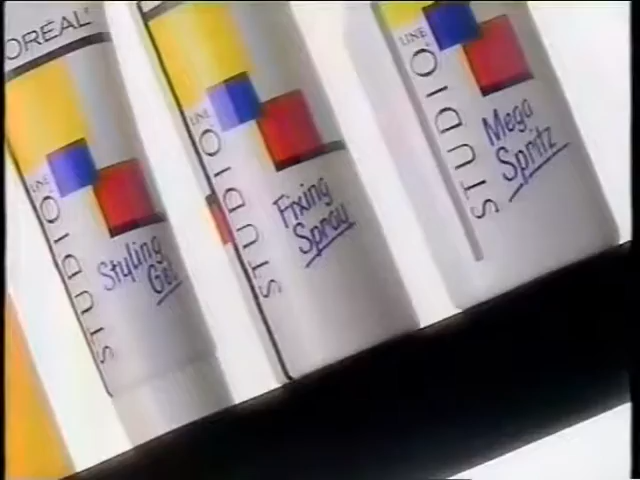 ORÉAL
STUDIO LINE
Styling
Gel
STUDIO LINE
Fixing
Spray
STUDIO LINE
Mega
Spritz